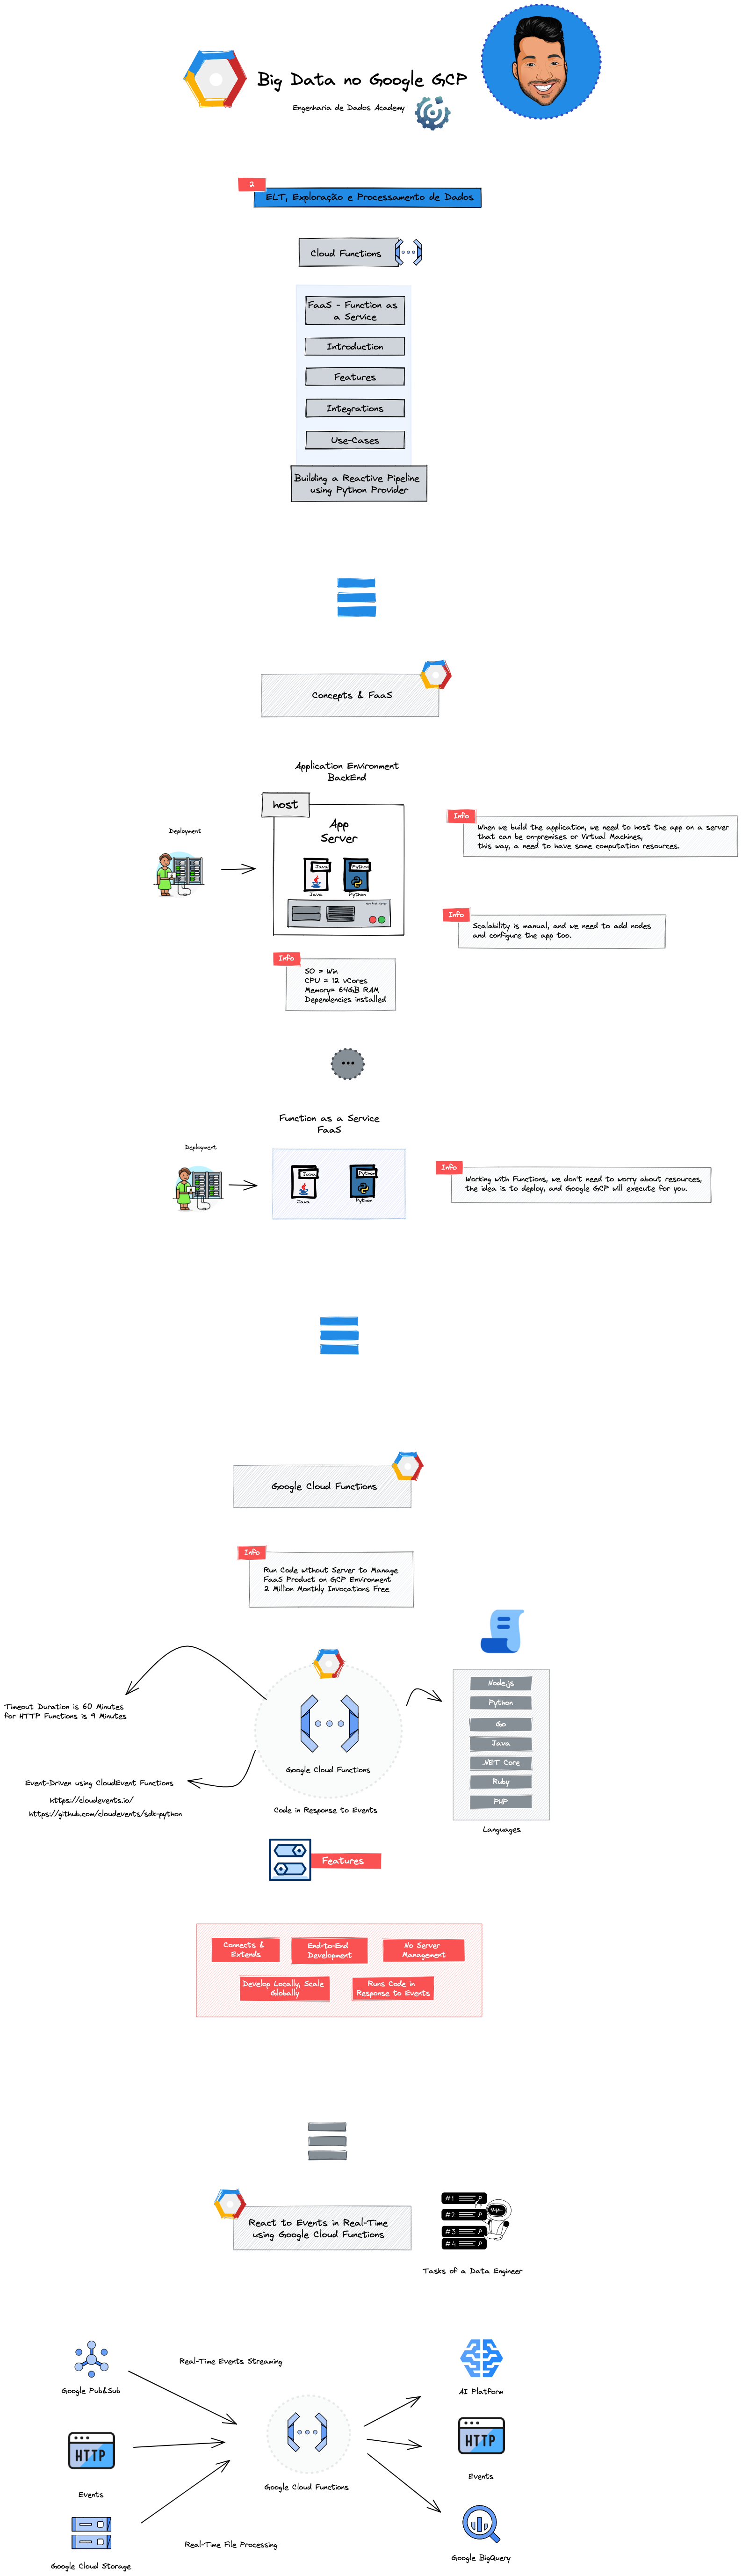 Big Data no Google GCP
Engenharia de Dados Academy
2
ELT, Exploração e Processamento de Dados
Cloud Functions
FaaS - Function as
a Service
Introduction
Features
Integrations
Use-Cases
Building a Reactive Pipeline
using Python Provider
Concepts & FaaS
Application Environment
BackEnd
host
App
Server
Deployment
Java
Python
Java
Python
Info
When we build the application, we need to host the app on a server
that can be on-premises or Virtual Machines,
this way, a need to have some computation resources.
Info
Scalability is manual, and we need to add nodes
and configure the app too.
Info
SO = Win
CPU = 12 vCores
Memory= 64GB RAM
Dependencies installed
Function as a Service
FaaS
Deployment
Java
Python
Java
Python
Info
Working with Functions, we don't need to worry about resources,
the idea is to deploy, and Google GCP will execute for you.
Google Cloud Functions
Info
Run Code without Server to Manage
FaaS Product on GCP Environment
2 Million Monthly Invocations Free
Timeout Duration is 60 Minutes
for HTTP Functions is 9 Minutes
Event-Driven using CloudEvent Functions
https://cloudevents.io/
https://github.com/cloudevents/sdk-python
Google Cloud Functions
Code in Response to Events
Node.js
Python
Go
Java
.NET Core
Ruby
PHP
Languages
Features
Connects &
Extends
End-to-End
Development
No Server
Management
Develop Locally, Scale
Globally
Runs Code in
Response to Events
React to Events in Real-Time
using Google Cloud Functions
#1
#2
#3
#4
Tasks of a Data Engineer
Google Pub&Sub
Real-Time Events Streaming
AI Platform
HTTP
Events
Google Cloud Functions
HTTP
Events
Real-Time File Processing
Google Cloud Storage
Google BigQuery